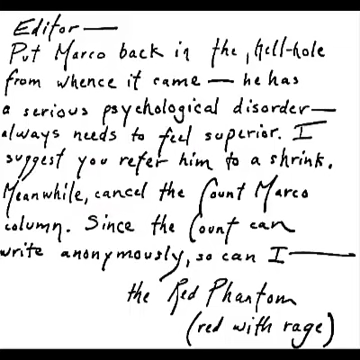 Editor —
Put Marco back in the, hell-hole
from whence it came — he has
a serious psychological disorder —
always needs to feel superior. I
suggest you refer him to a shrink.
Meanwhile, cancel the Count Marco
column. Since the Count can
write anonymously, so can I —
the Red Phantom
(red with rage)